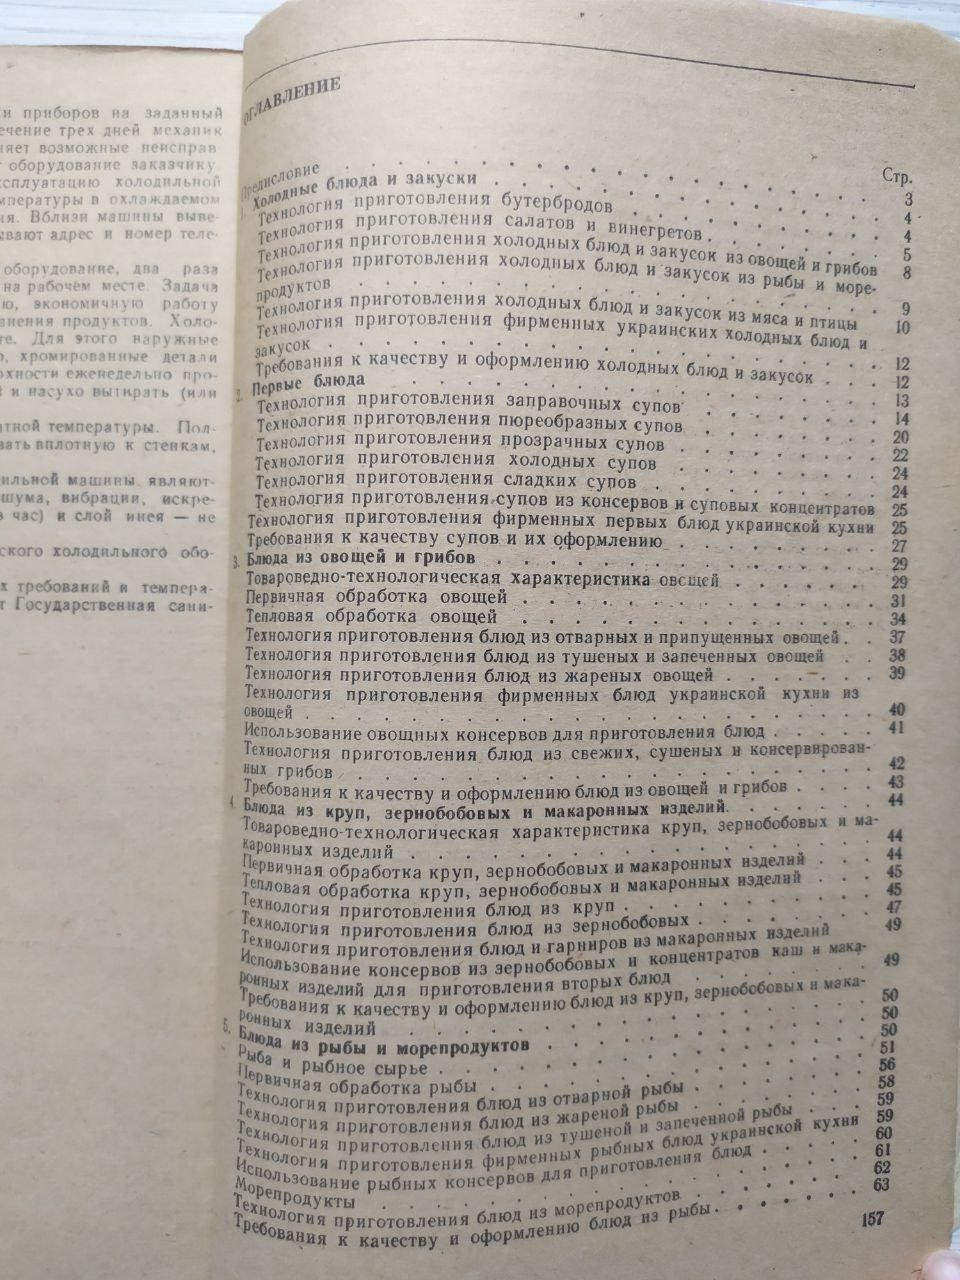 и приборов на заданный
ечение трех дней механик
няет возможные неисправ
т оборудование заказчику
ксплуатацию холодильной
мпературы в охлаждаемом
ия. Вблизи машины выве-
ывают адрес и номер теле-
оборудование, два раза
на рабочем месте. Задача
ю, экономичную работу
анения продуктов. Холо-
те. Для этого наружные
о, хромированные детали
рхности еженедельно про-
й и насухо вытирать (или
атной температуры. Пол-
вать вплотную к стенкам,
ильной машины являют-
шума, вибрации, искре-
в час) и слой инея — не
ского холодильного обо-
х требований и темпера-
т Государственная сани-
ОГЛАВЛЕНИЕ
Стр.
Предисловие . . . 3
1. Холодные блюда и закуски . . . 4
Технология приготовления бутербродов . . . 4
Технология приготовления салатов и винегретов . . . 5
Технология приготовления холодных блюд и закусок из овощей и грибов 8
Технология приготовления холодных блюд и закусок из рыбы и море-
продуктов . . . 9
Технология приготовления холодных блюд и закусок из мяса и птицы 10
Технология приготовления фирменных украинских холодных блюд и
закусок . . . 12
Требования к качеству и оформлению холодных блюд и закусок . . . 12
2. Первые блюда . . . 13
Технология приготовления заправочных супов . . . 14
Технология приготовления пюреобразных супов . . . 20
Технология приготовления прозрачных супов . . . 22
Технология приготовления холодных супов . . . 24
Технология приготовления сладких супов . . . 24
Технология приготовления супов из консервов и суповых концентратов 25
Технология приготовления фирменных первых блюд украинской кухни 25
Требования к качеству супов и их оформлению . . . 27
3. Блюда из овощей и грибов . . . 29
Товароведно-технологическая характеристика овощей . . . 29
Первичная обработка овощей . . . 31
Тепловая обработка овощей . . . 34
Технология приготовления блюд из отварных и припущенных овощей . . 37
Технология приготовления блюд из тушеных и запеченных овощей . . 38
Технология приготовления блюд из жареных овощей . . . 39
Технология приготовления фирменных блюд украинской кухни из
овощей . . . 40
Использование овощных консервов для приготовления блюд . . . 41
Технология приготовления блюд из свежих, сушеных и консервирован-
ных грибов . . . 42
Требования к качеству и оформлению блюд из овощей и грибов . . . 43
4. Блюда из круп, зернобобовых и макаронных изделий . . . 44
Товароведно-технологическая характеристика круп, зернобобовых и ма-
каронных изделий . . . 44
Первичная обработка круп, зернобобовых и макаронных изделий . . . 44
Тепловая обработка круп, зернобобовых и макаронных изделий . . . 45
Технология приготовления блюд из круп . . . 45
Технология приготовления блюд из зернобобовых . . . 47
Технология приготовления блюд и гарниров из макаронных изделий 49
Использование консервов из зернобобовых и концентратов каш и мака-
ронных изделий для приготовления вторых блюд . . . 49
Требования к качеству и оформлению блюд из круп, зернобобовых и мака-
ронных изделий . . . 50
5. Блюда из рыбы и морепродуктов . . . 50
Рыба и рыбное сырье . . . 50
Первичная обработка рыбы . . . 51
Технология приготовления блюд из отварной рыбы . . . 56
Технология приготовления блюд из жареной рыбы . . . 58
Технология приготовления блюд из тушеной и запеченной рыбы . . . 59
Технология приготовления фирменных рыбных блюд украинской кухни 59
Использование рыбных консервов для приготовления блюд . . . 60
Морепродукты . . . 61
Технология приготовления блюд из морепродуктов . . . 62
Требования к качеству и оформлению блюд из рыбы . . . 63
157